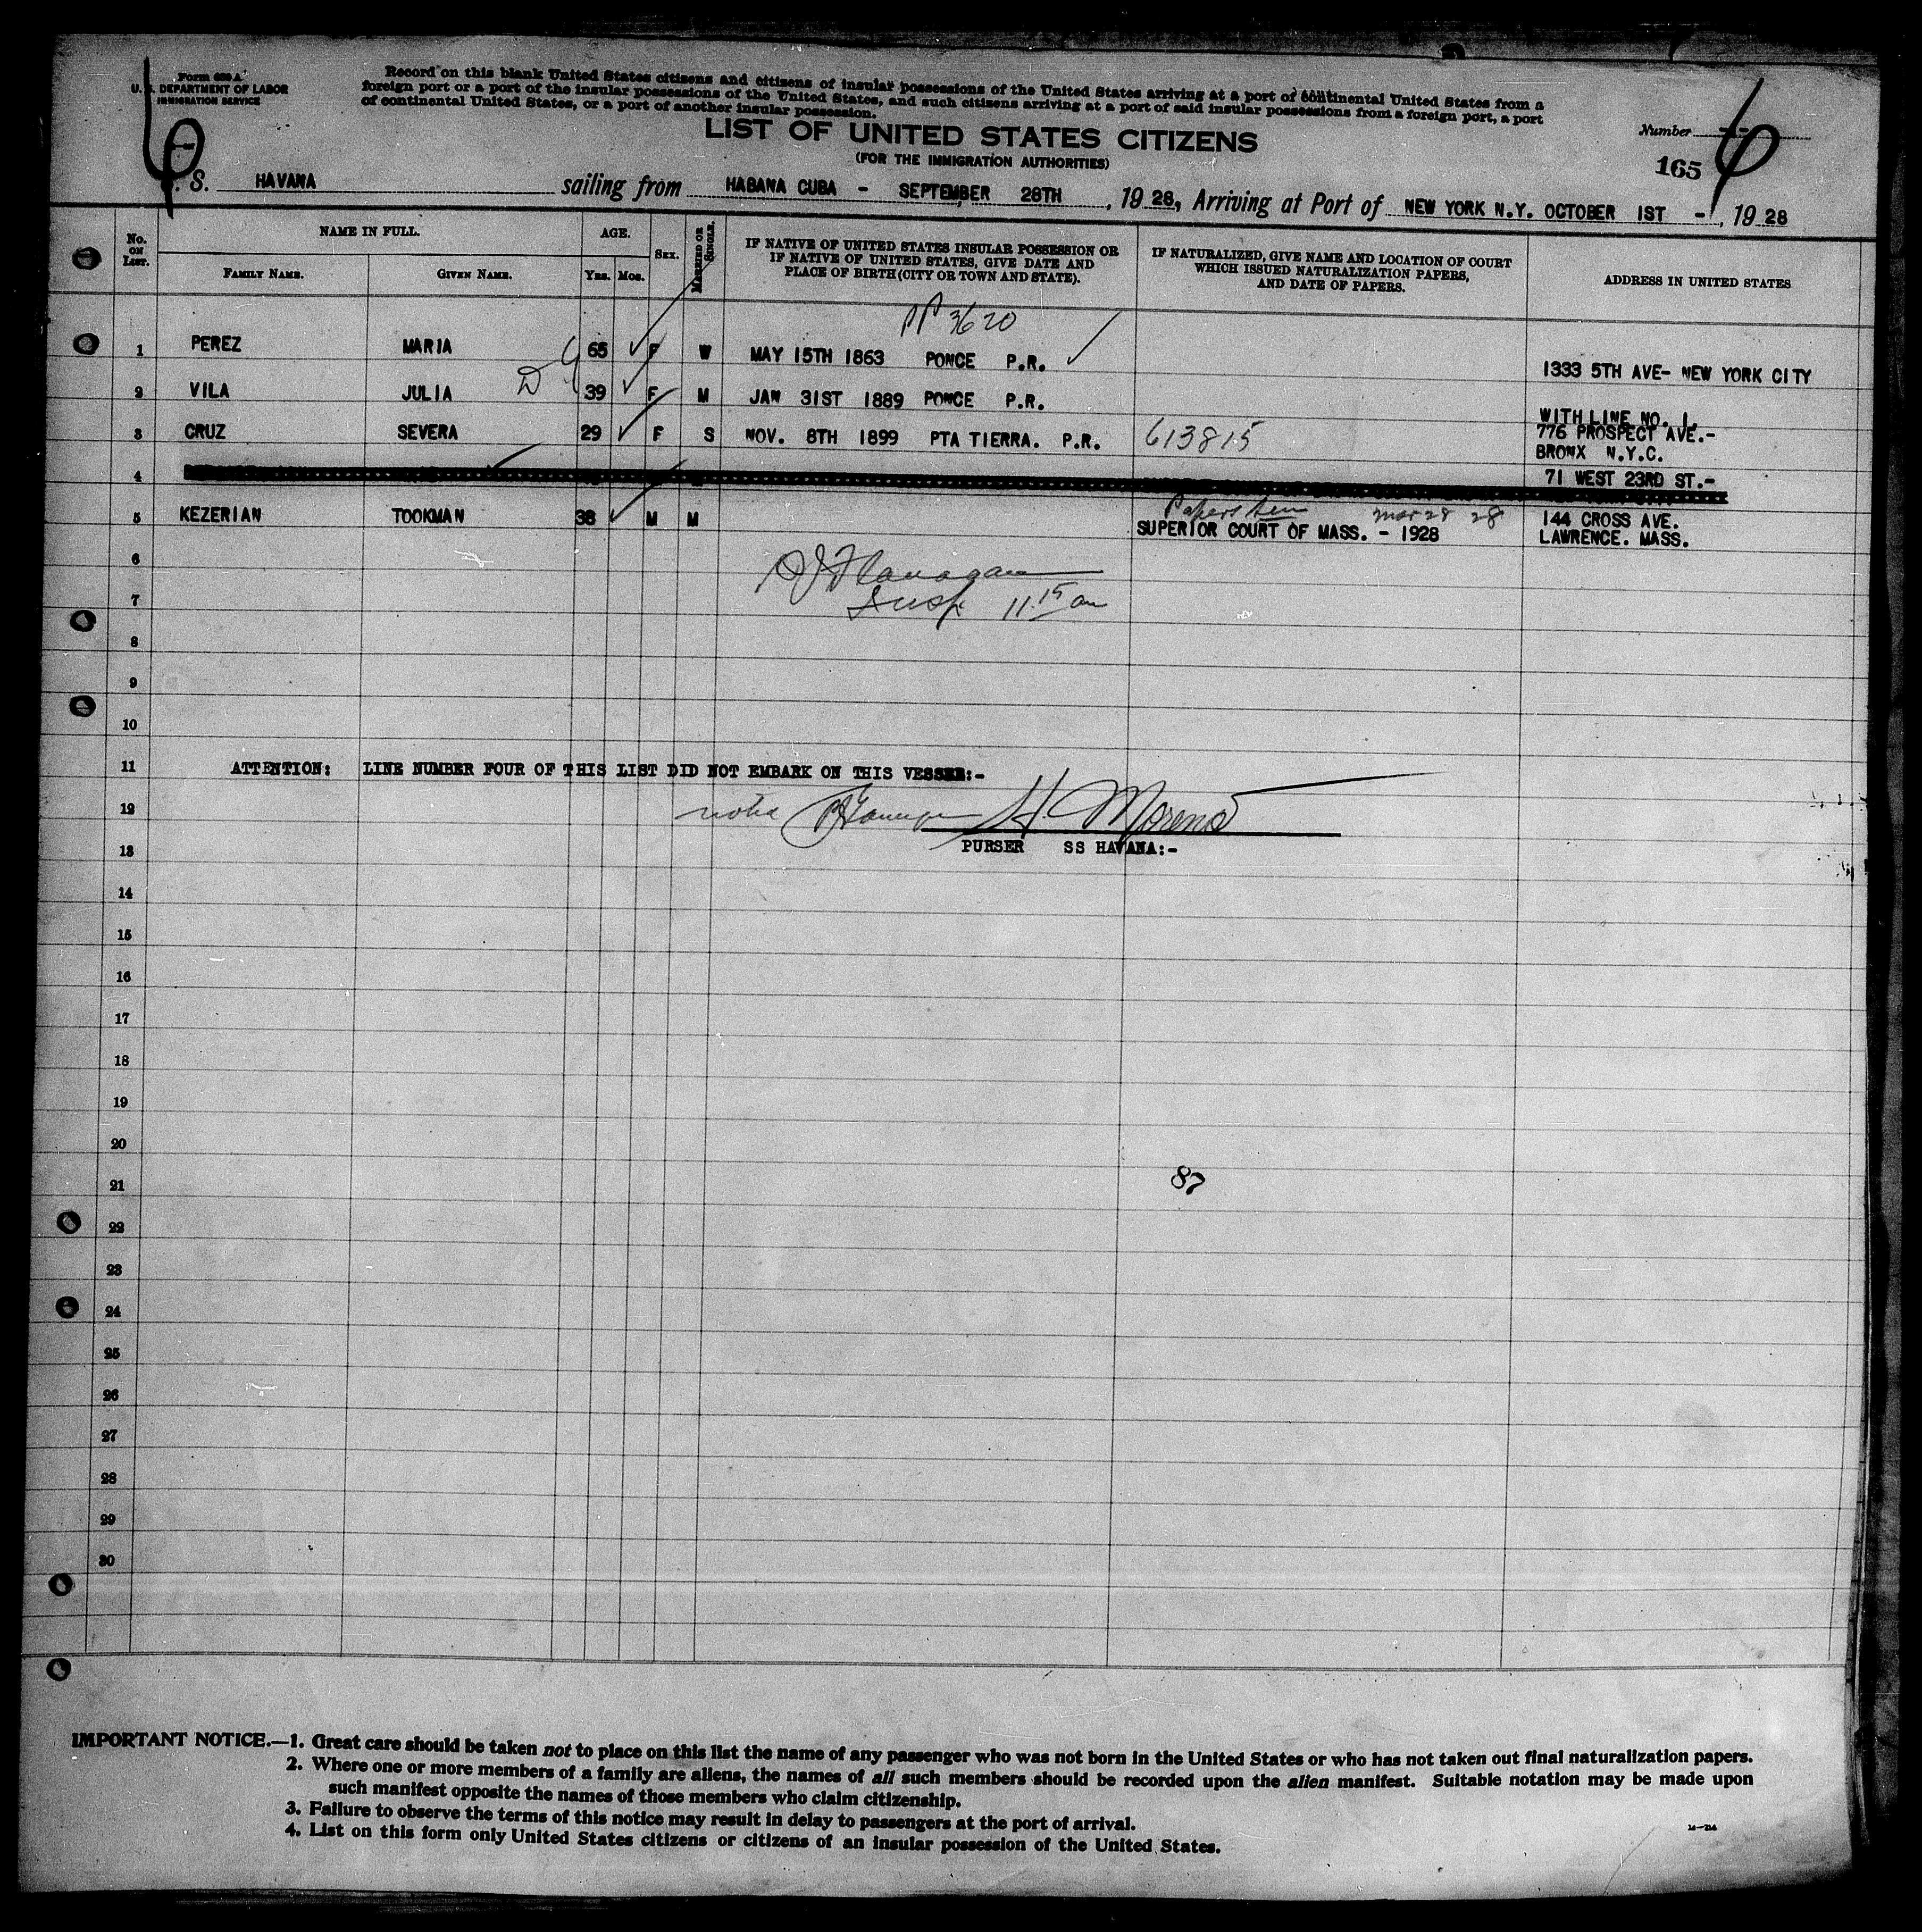 Form 630 A
U. S. DEPARTMENT OF LABOR
IMMIGRATION SERVICE
Record on this blank United States citizens and citizens of insular possessions of the United States arriving at a port of continental United States from a
foreign port or a port of the insular possessions of the United States, and such citizens arriving at a port of said insular possessions from a foreign port, a port
of continental United States, or a port of another insular possession.
LIST OF UNITED STATES CITIZENS
(FOR THE IMMIGRATION AUTHORITIES)
Number
6
165
6
S. S. HAVANA sailing from HABANA CUBA - SEPTEMBER 28TH, 19 28, Arriving at Port of NEW YORK N.Y. OCTOBER 1ST -, 19 28
No. ON LIST.
NAME IN FULL.
FAMILY NAME. GIVEN NAME.
AGE.
YRS. MOS.
SEX.
MARRIED OR SINGLE.
IF NATIVE OF UNITED STATES INSULAR POSSESSION OR
IF NATIVE OF UNITED STATES, GIVE DATE AND
PLACE OF BIRTH (CITY OR TOWN AND STATE).
IF NATURALIZED, GIVE NAME AND LOCATION OF COURT
WHICH ISSUED NATURALIZATION PAPERS,
AND DATE OF PAPERS.
ADDRESS IN UNITED STATES
PP 3620
1 PEREZ MARIA 65 F W MAY 15TH 1863 PONCE P.R. 1333 5TH AVE- NEW YORK CITY
2 VILA JULIA 39 F M JAN 31ST 1889 PONCE P.R. WITH LINE NO. 1.
3 CRUZ SEVERA 29 F S NOV. 8TH 1899 PTA TIERRA. P.R. 613815 776 PROSPECT AVE.-
BRONX N.Y.C.
4 71 WEST 23RD ST.-
Papers Mar 28 28
5 KEZERIAN TOOKMAN 38 M M SUPERIOR COURT OF MASS. - 1928 144 CROSS AVE.
LAWRENCE. MASS.
6 Flanagan
7 Insp 11 15 am
8
9
10
11 ATTENTION: LINE NUMBER FOUR OF THIS LIST DID NOT EMBARK ON THIS VESSEL:-
12 H. Moreno
13 PURSER SS HAVANA:-
14
15
16
17
18
19
20
21 87
22
23
24
25
26
27
28
29
30
IMPORTANT NOTICE.—1. Great care should be taken not to place on this list the name of any passenger who was not born in the United States or who has not taken out final naturalization papers.
2. Where one or more members of a family are aliens, the names of all such members should be recorded upon the alien manifest. Suitable notation may be made upon
such manifest opposite the names of those members who claim citizenship.
3. Failure to observe the terms of this notice may result in delay to passengers at the port of arrival.
4. List on this form only United States citizens or citizens of an insular possession of the United States.